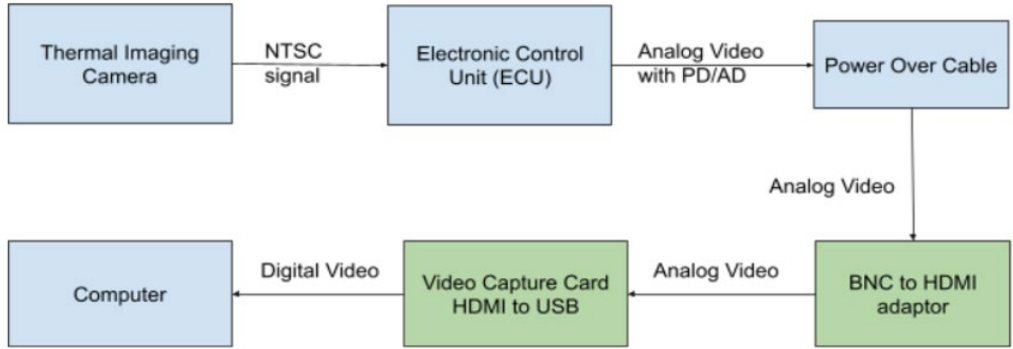 Thermal Imaging
Camera
NTSC
signal
Electronic Control
Unit (ECU)
Analog Video
with PD/AD
Power Over Cable
Analog Video
BNC to HDMI
adaptor
Analog Video
Video Capture Card
HDMI to USB
Digital Video
Computer